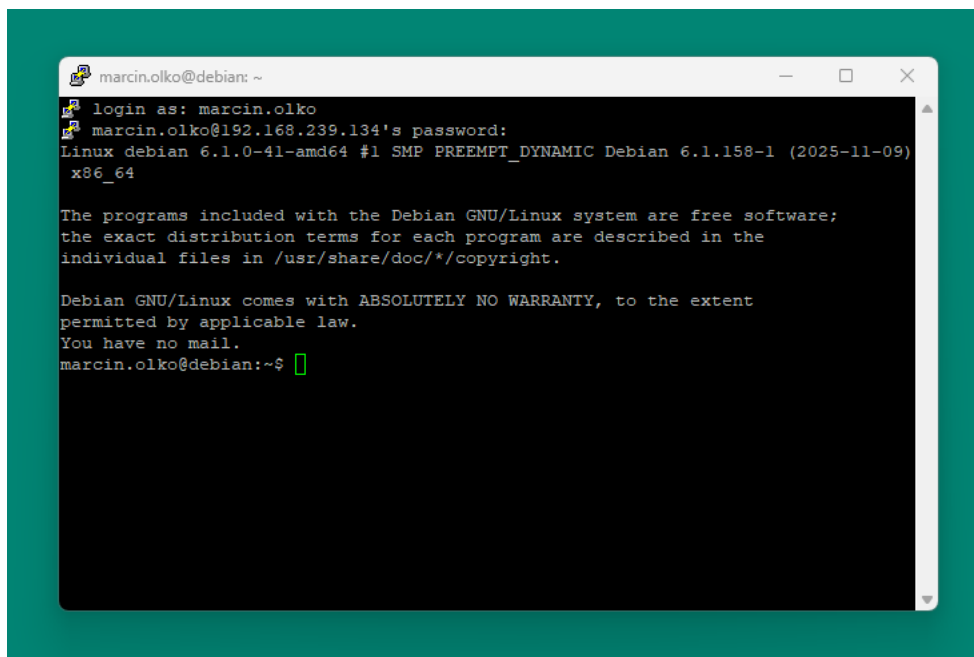 marcin.olko@debian: ~
login as: marcin.olko
marcin.olko@192.168.239.134's password:
Linux debian 6.1.0-41-amd64 #1 SMP PREEMPT_DYNAMIC Debian 6.1.158-1 (2025-11-09)
 x86_64
The programs included with the Debian GNU/Linux system are free software;
the exact distribution terms for each program are described in the
individual files in /usr/share/doc/*/copyright.
Debian GNU/Linux comes with ABSOLUTELY NO WARRANTY, to the extent
permitted by applicable law.
You have no mail.
marcin.olko@debian:~$